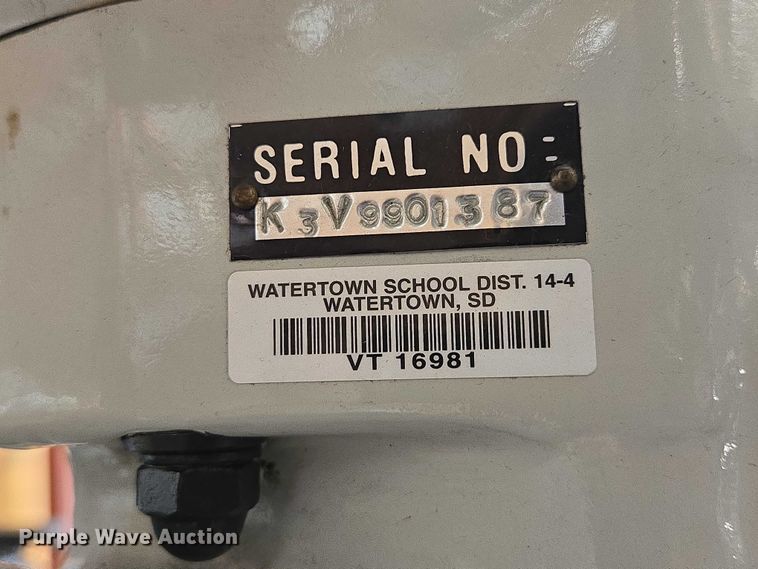 SERIAL NO:
K3V9901387
WATERTOWN SCHOOL DIST. 14-4
WATERTOWN, SD
VT 16981
Purple Wave Auction